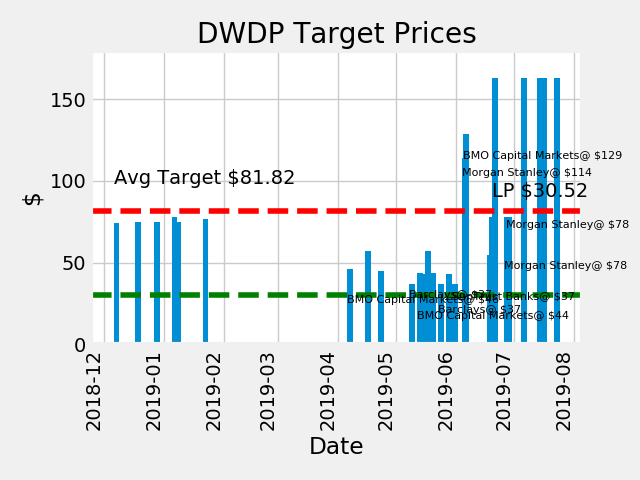 DWDP Target Prices
$
150
100
50
0
BMO Capital Markets@ $129
Morgan Stanley@ $114
Avg Target $81.82
LP $30.52
Morgan Stanley@ $78
Morgan Stanley@ $78
Barclays@ $37
Banks@ $37
BMO Capital Markets@
Barclays@ $37
BMO Capital Markets@ $44
2018-12
2019-01
2019-02
2019-03
2019-04
2019-05
2019-06
2019-07
2019-08
Date